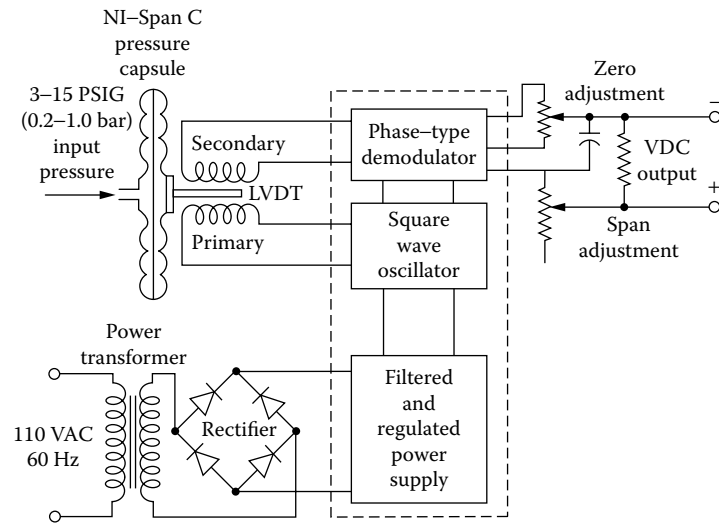 NI–Span C
pressure
capsule
3–15 PSIG
(0.2–1.0 bar)
input
pressure
Secondary
LVDT
Primary
Phase–type
demodulator
Square
wave
oscillator
Zero
adjustment
–
VDC
output
+
Span
adjustment
Power
transformer
110 VAC
60 Hz
Rectifier
Filtered
and
regulated
power
supply